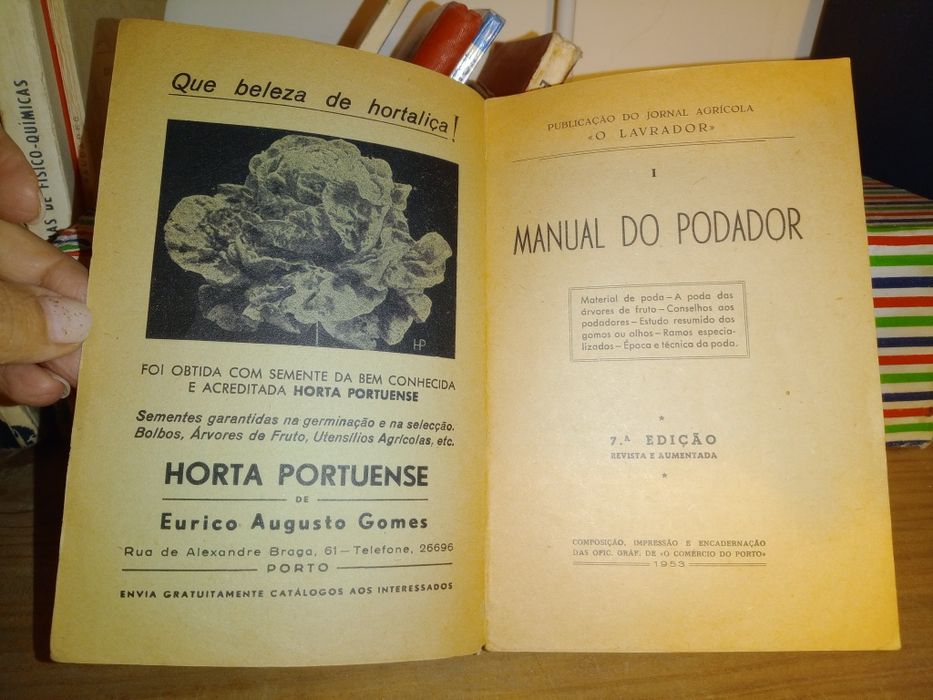 AS DE FÍSICO-QUÍMICAS
Que beleza de hortaliça!
HP
FOI OBTIDA COM SEMENTE DA BEM CONHECIDA
E ACREDITADA HORTA PORTUENSE
Sementes garantidas na germinação e na selecção.
Bolbos, Árvores de Fruto, Utensílios Agrícolas, etc.
HORTA PORTUENSE
DE
Eurico Augusto Gomes
Rua de Alexandre Braga, 61 — Telefone, 26696
PORTO
ENVIA GRATUITAMENTE CATÁLOGOS AOS INTERESSADOS
PUBLICAÇÃO DO JORNAL AGRÍCOLA
«O LAVRADOR»
I
MANUAL DO PODADOR
Material de poda — A poda das
árvores de fruto — Conselhos aos
podadores — Estudo resumido dos
gomos ou olhos — Ramos especia-
lizados — Época e técnica da poda.
7.ª EDIÇÃO
REVISTA E AUMENTADA
COMPOSIÇÃO, IMPRESSÃO E ENCADERNAÇÃO
DAS OFIC. GRÁF. DE «O COMÉRCIO DO PORTO»
1953